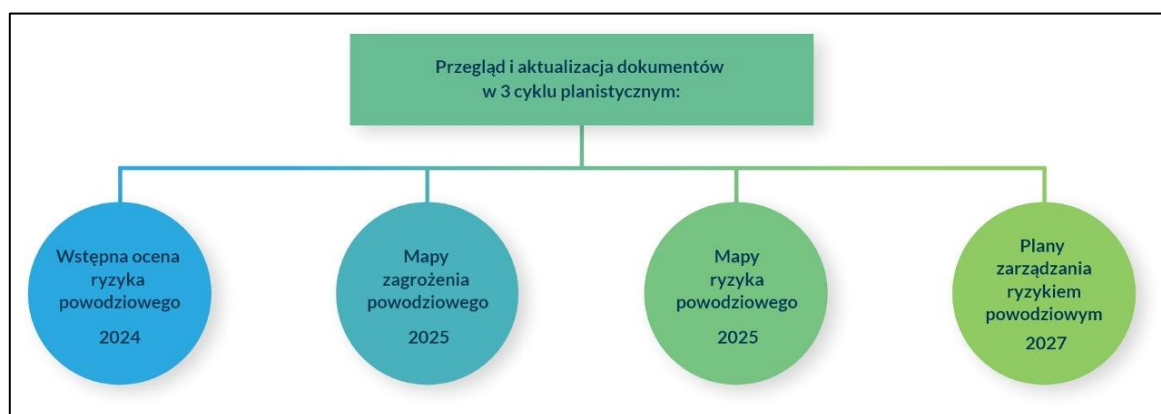 Przegląd i aktualizacja dokumentów
w 3 cyklu planistycznym:
Wstępna ocena
ryzyka
powodziowego
2024
Mapy
zagrożenia
powodziowego
2025
Mapy
ryzyka
powodziowego
2025
Plany
zarządzania
ryzykiem
powodziowym
2027